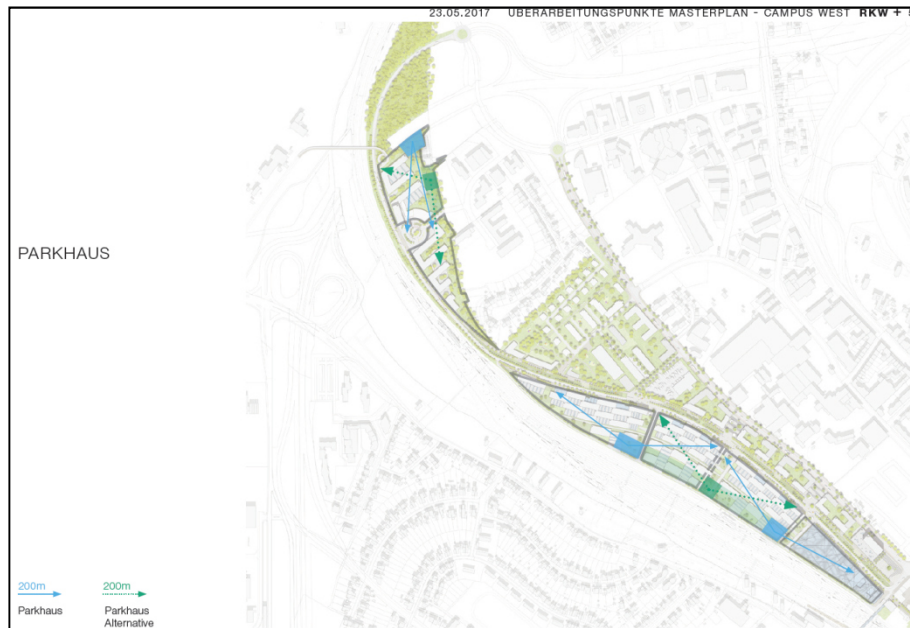 23.05.2017 ÜBERARBEITUNGSPUNKTE MASTERPLAN - CAMPUS WEST RKW +
PARKHAUS
200m 200m
Parkhaus Parkhaus
Alternative